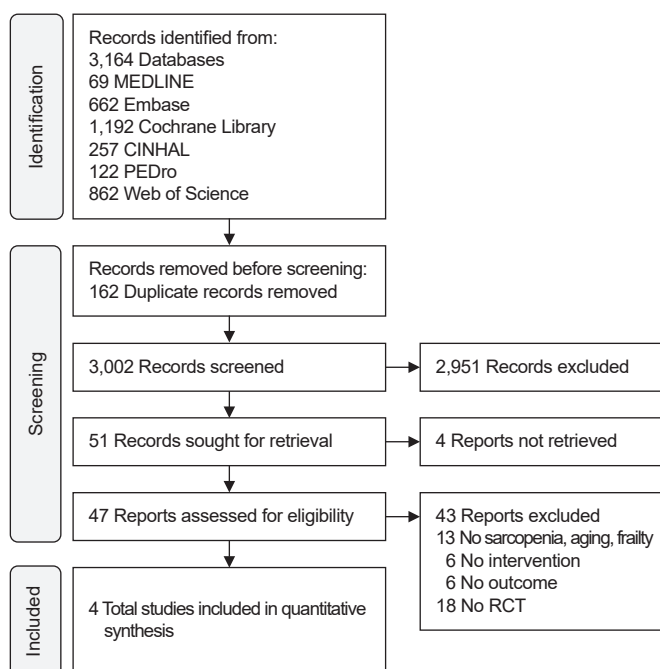 Identification
Records identified from:
3,164 Databases
69 MEDLINE
662 Embase
1,192 Cochrane Library
257 CINHAL
122 PEDro
862 Web of Science
Screening
Records removed before screening:
162 Duplicate records removed
3,002 Records screened
2,951 Records excluded
51 Records sought for retrieval
4 Reports not retrieved
47 Reports assessed for eligibility
43 Reports excluded
13 No sarcopenia, aging, frailty
6 No intervention
6 No outcome
18 No RCT
Included
4 Total studies included in quantitative
synthesis